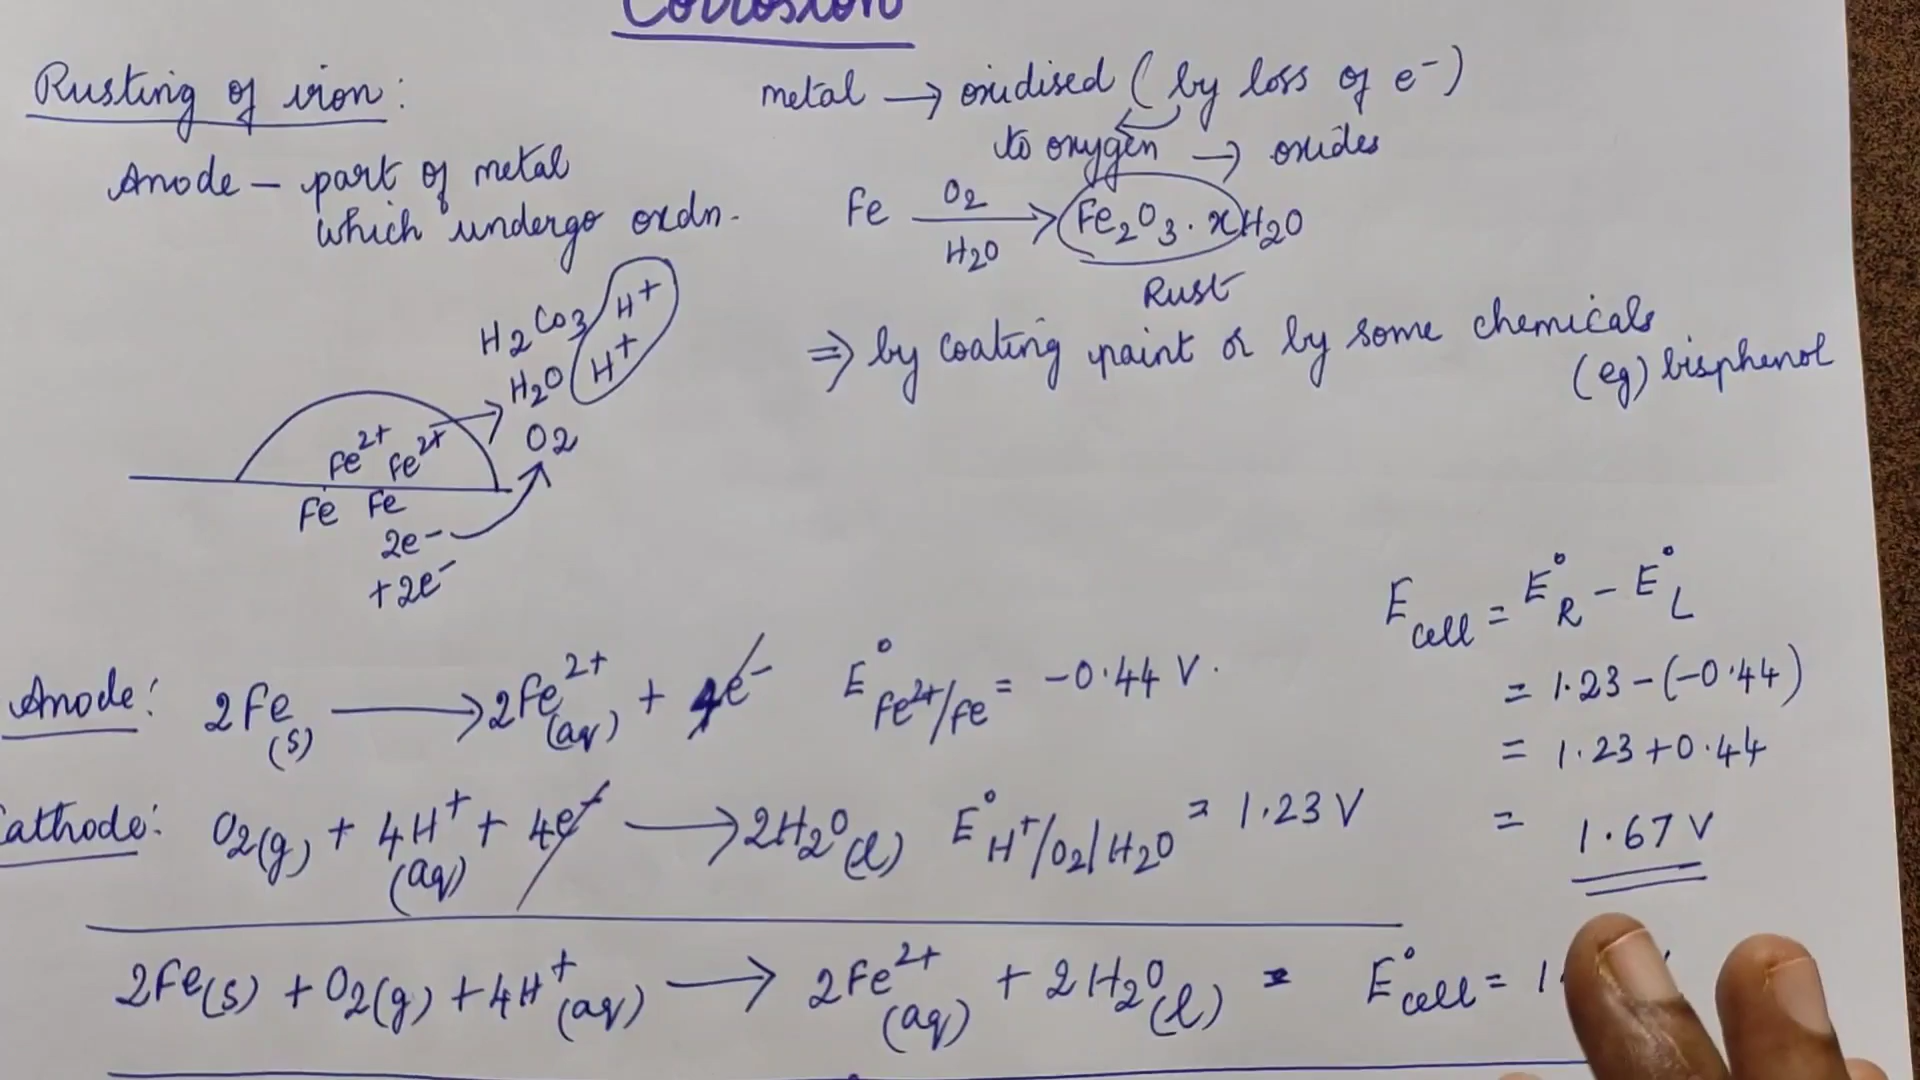 Corrosion
Rusting of iron:
Anode – part of metal
which undergo oxdn.
metal → oxidised (by loss of e⁻)
to oxygen → oxides
Fe O₂ H₂O → Fe₂O₃.xH₂O
Rust
⇒ by coating paint or by some chemicals
(eg) bisphenol
H₂CO₃ H⁺
H₂O H⁺
O₂
Fe²⁺ Fe²⁺
Fe Fe
2e⁻
+2e⁻
Ecell = E°R – E°L
= 1.23 – (–0.44)
= 1.23 + 0.44
= 1.67 V
Anode: 2Fe(s) → 2Fe²⁺(aq) + 4e⁻ E°Fe²⁺/Fe = –0.44 V.
Cathode: O₂(g) + 4H⁺(aq) + 4e⁻ → 2H₂O(l) E°H⁺/O₂/H₂O = 1.23 V
2Fe(s) + O₂(g) + 4H⁺(aq) → 2Fe²⁺(aq) + 2H₂O(l) E°cell = 1.